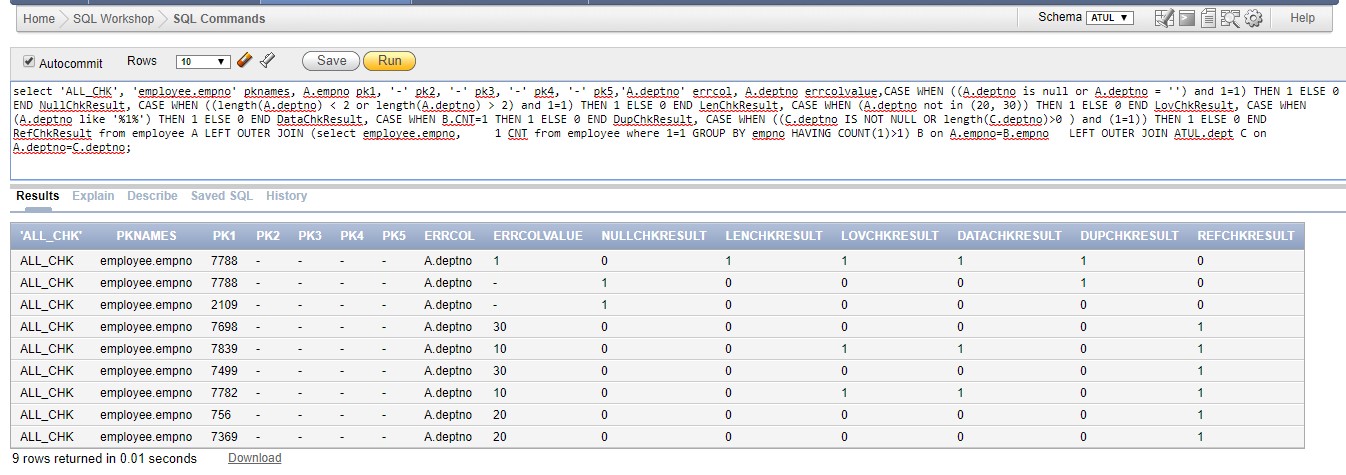 Home SQL Workshop SQL Commands Schema ATUL Help
Autocommit Rows 10 Save Run
select 'ALL_CHK', 'employee.empno' pknames, A.empno pk1, '-' pk2, '-' pk3, '-' pk4, '-' pk5,'A.deptno' errcol, A.deptno errcolvalue,CASE WHEN ((A.deptno is null or A.deptno = '') and 1=1) THEN 1 ELSE 0
END NullChkResult, CASE WHEN ((length(A.deptno) < 2 or length(A.deptno) > 2) and 1=1) THEN 1 ELSE 0 END LenChkResult, CASE WHEN (A.deptno not in (20, 30)) THEN 1 ELSE 0 END LovChkResult, CASE WHEN
(A.deptno like '%1%') THEN 1 ELSE 0 END DataChkResult, CASE WHEN B.CNT=1 THEN 1 ELSE 0 END DupChkResult, CASE WHEN ((C.deptno IS NOT NULL OR length(C.deptno)>0 ) and (1=1)) THEN 1 ELSE 0 END
RefChkResult from employee A LEFT OUTER JOIN (select employee.empno, 1 CNT from employee where 1=1 GROUP BY empno HAVING COUNT(1)>1) B on A.empno=B.empno LEFT OUTER JOIN ATUL.dept C on
A.deptno=C.deptno;
Results Explain Describe Saved SQL History
'ALL_CHK' PKNAMES PK1 PK2 PK3 PK4 PK5 ERRCOL ERRCOLVALUE NULLCHKRESULT LENCHKRESULT LOVCHKRESULT DATACHKRESULT DUPCHKRESULT REFCHKRESULT
ALL_CHK employee.empno 7788 - - - - A.deptno 1 0 1 1 1 1 0
ALL_CHK employee.empno 7788 - - - - A.deptno - 1 0 0 0 1 0
ALL_CHK employee.empno 2109 - - - - A.deptno - 1 0 0 0 0 0
ALL_CHK employee.empno 7698 - - - - A.deptno 30 0 0 0 0 0 1
ALL_CHK employee.empno 7839 - - - - A.deptno 10 0 0 1 1 0 1
ALL_CHK employee.empno 7499 - - - - A.deptno 30 0 0 0 0 0 1
ALL_CHK employee.empno 7782 - - - - A.deptno 10 0 0 1 1 0 1
ALL_CHK employee.empno 756 - - - - A.deptno 20 0 0 0 0 0 1
ALL_CHK employee.empno 7369 - - - - A.deptno 20 0 0 0 0 0 1
9 rows returned in 0.01 seconds Download